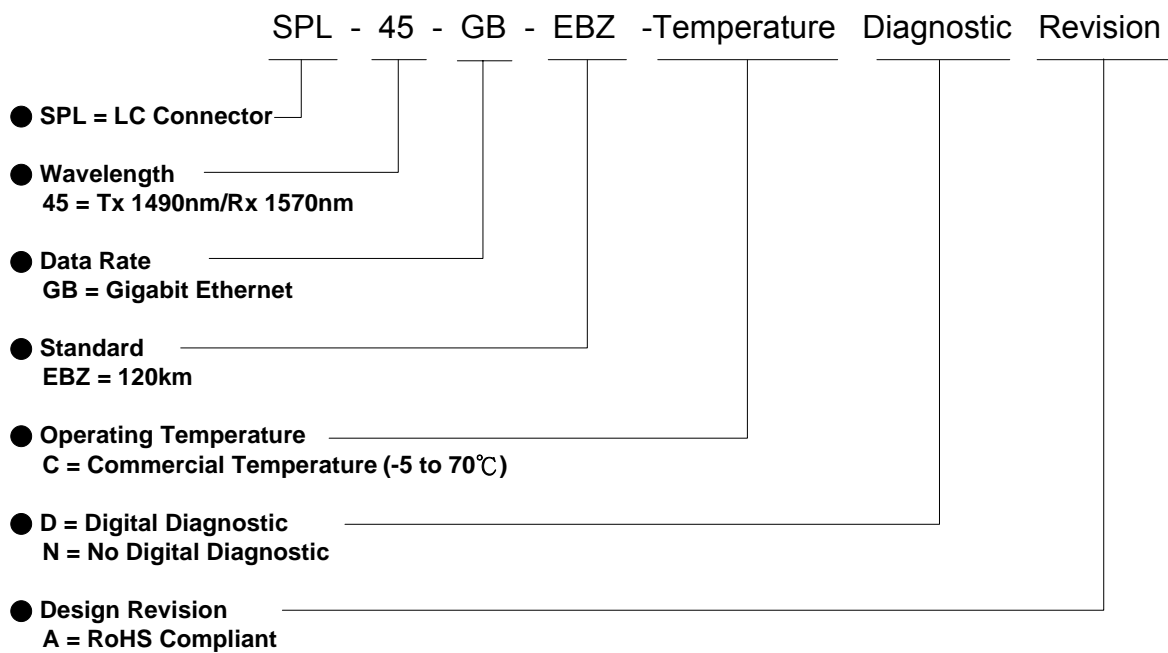 SPL - 45 - GB - EBZ -Temperature Diagnostic Revision
● SPL = LC Connector
● Wavelength
45 = Tx 1490nm/Rx 1570nm
● Data Rate
GB = Gigabit Ethernet
● Standard
EBZ = 120km
● Operating Temperature
C = Commercial Temperature (-5 to 70℃)
● D = Digital Diagnostic
N = No Digital Diagnostic
● Design Revision
A = RoHS Compliant